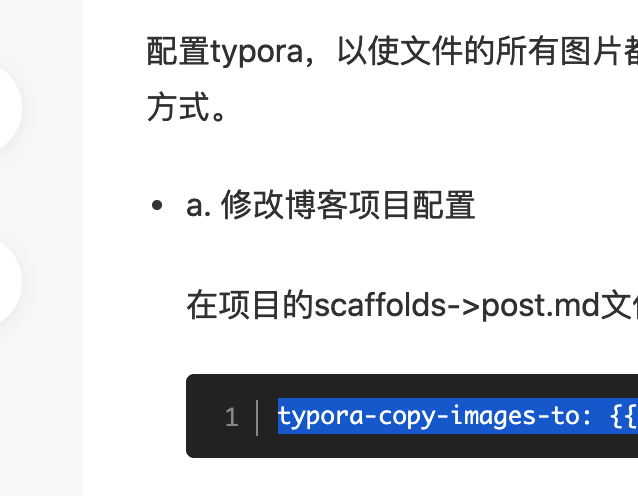 配置typora，以使文件的所有图片都
方式。
• a. 修改博客项目配置
在项目的scaffolds->post.md文
1 typora-copy-images-to: {{